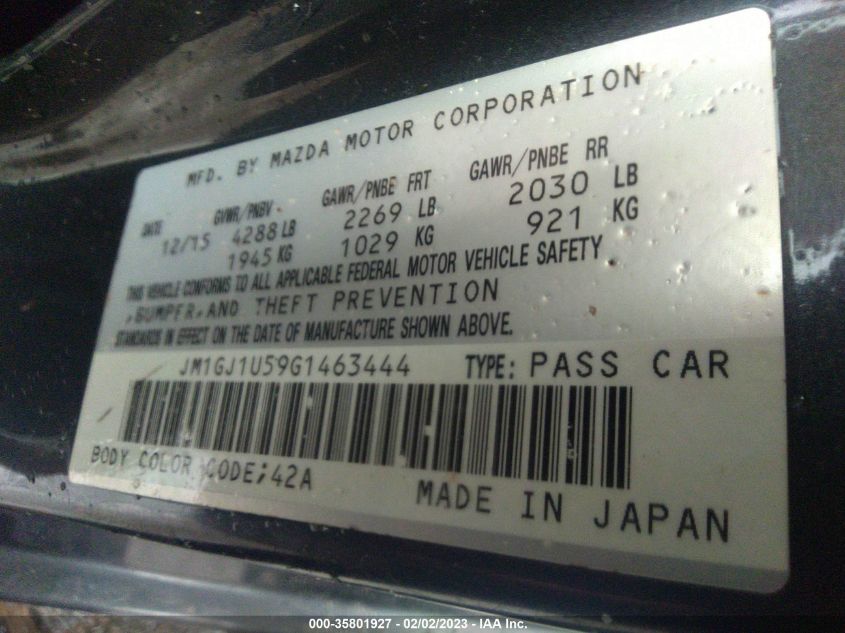 MFD. BY MAZDA MOTOR CORPORATION
DATE GVWR/PNBV GAWR/PNBE FRT GAWR/PNBE RR
12/15 4288 LB 2269 LB 2030 LB
1945 KG 1029 KG 921 KG
THIS VEHICLE CONFORMS TO ALL APPLICABLE FEDERAL MOTOR VEHICLE SAFETY
,BUMPER,AND THEFT PREVENTION
STANDARDS IN EFFECT ON THE DATE OF MANUFACTURE SHOWN ABOVE.
JM1GJ1U59G1463444 TYPE: PASS CAR
BODY COLOR CODE;42A
MADE IN JAPAN
000-35801927 - 02/02/2023 - IAA Inc.